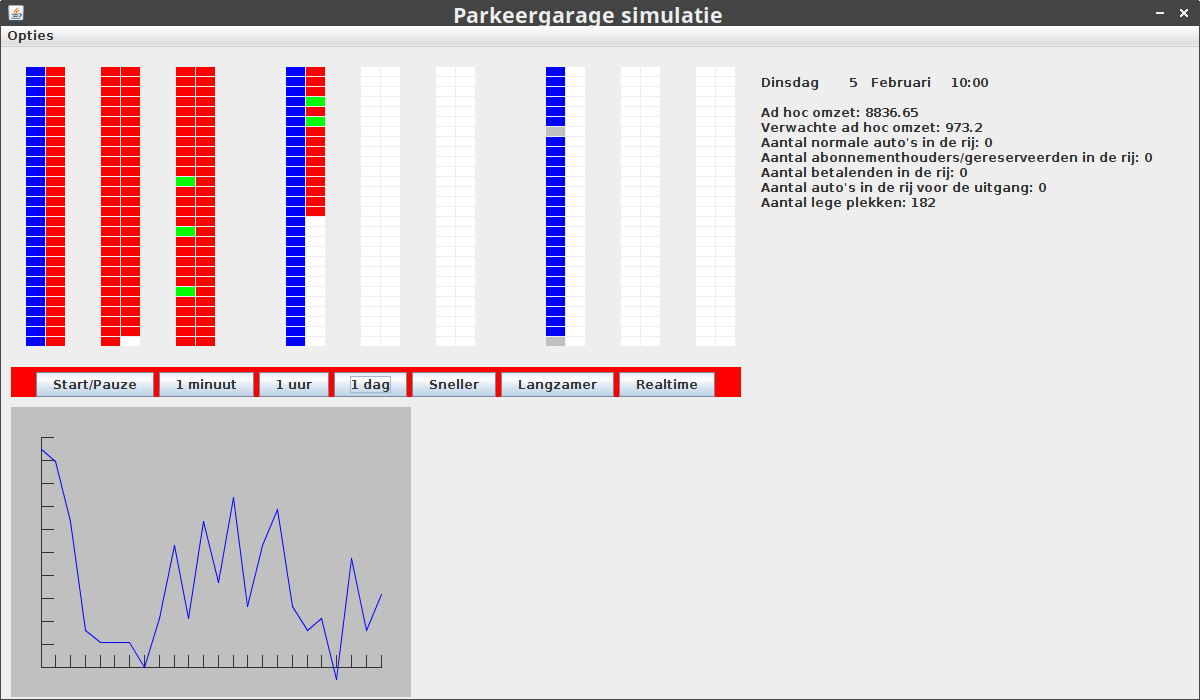 Parkeergarage simulatie
Opties
Dinsdag 5 Februari 10:00
Ad hoc omzet: 8836.65
Verwachte ad hoc omzet: 973.2
Aantal normale auto's in de rij: 0
Aantal abonnementhouders/gereserveerden in de rij: 0
Aantal betalenden in de rij: 0
Aantal auto's in de rij voor de uitgang: 0
Aantal lege plekken: 182
Start/Pauze 1 minuut 1 uur 1 dag Sneller Langzamer Realtime